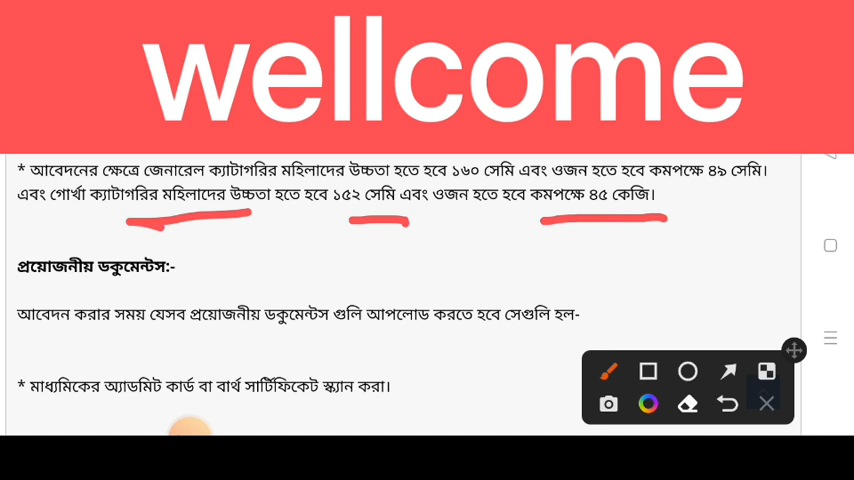 wellcome
* আবেদনের ক্ষেত্রে জেনারেল ক্যাটাগরির মহিলাদের উচ্চতা হতে হবে ১৬০ সেমি এবং ওজন হতে হবে কমপক্ষে ৪৯ সেমি।
এবং গোর্খা ক্যাটাগরির মহিলাদের উচ্চতা হতে হবে ১৫২ সেমি এবং ওজন হতে হবে কমপক্ষে ৪৫ কেজি।
প্রয়োজনীয় ডকুমেন্টস:-
আবেদন করার সময় যেসব প্রয়োজনীয় ডকুমেন্টস গুলি আপলোড করতে হবে সেগুলি হল-
* মাধ্যমিকের অ্যাডমিট কার্ড বা বার্থ সার্টিফিকেট স্ক্যান করা।